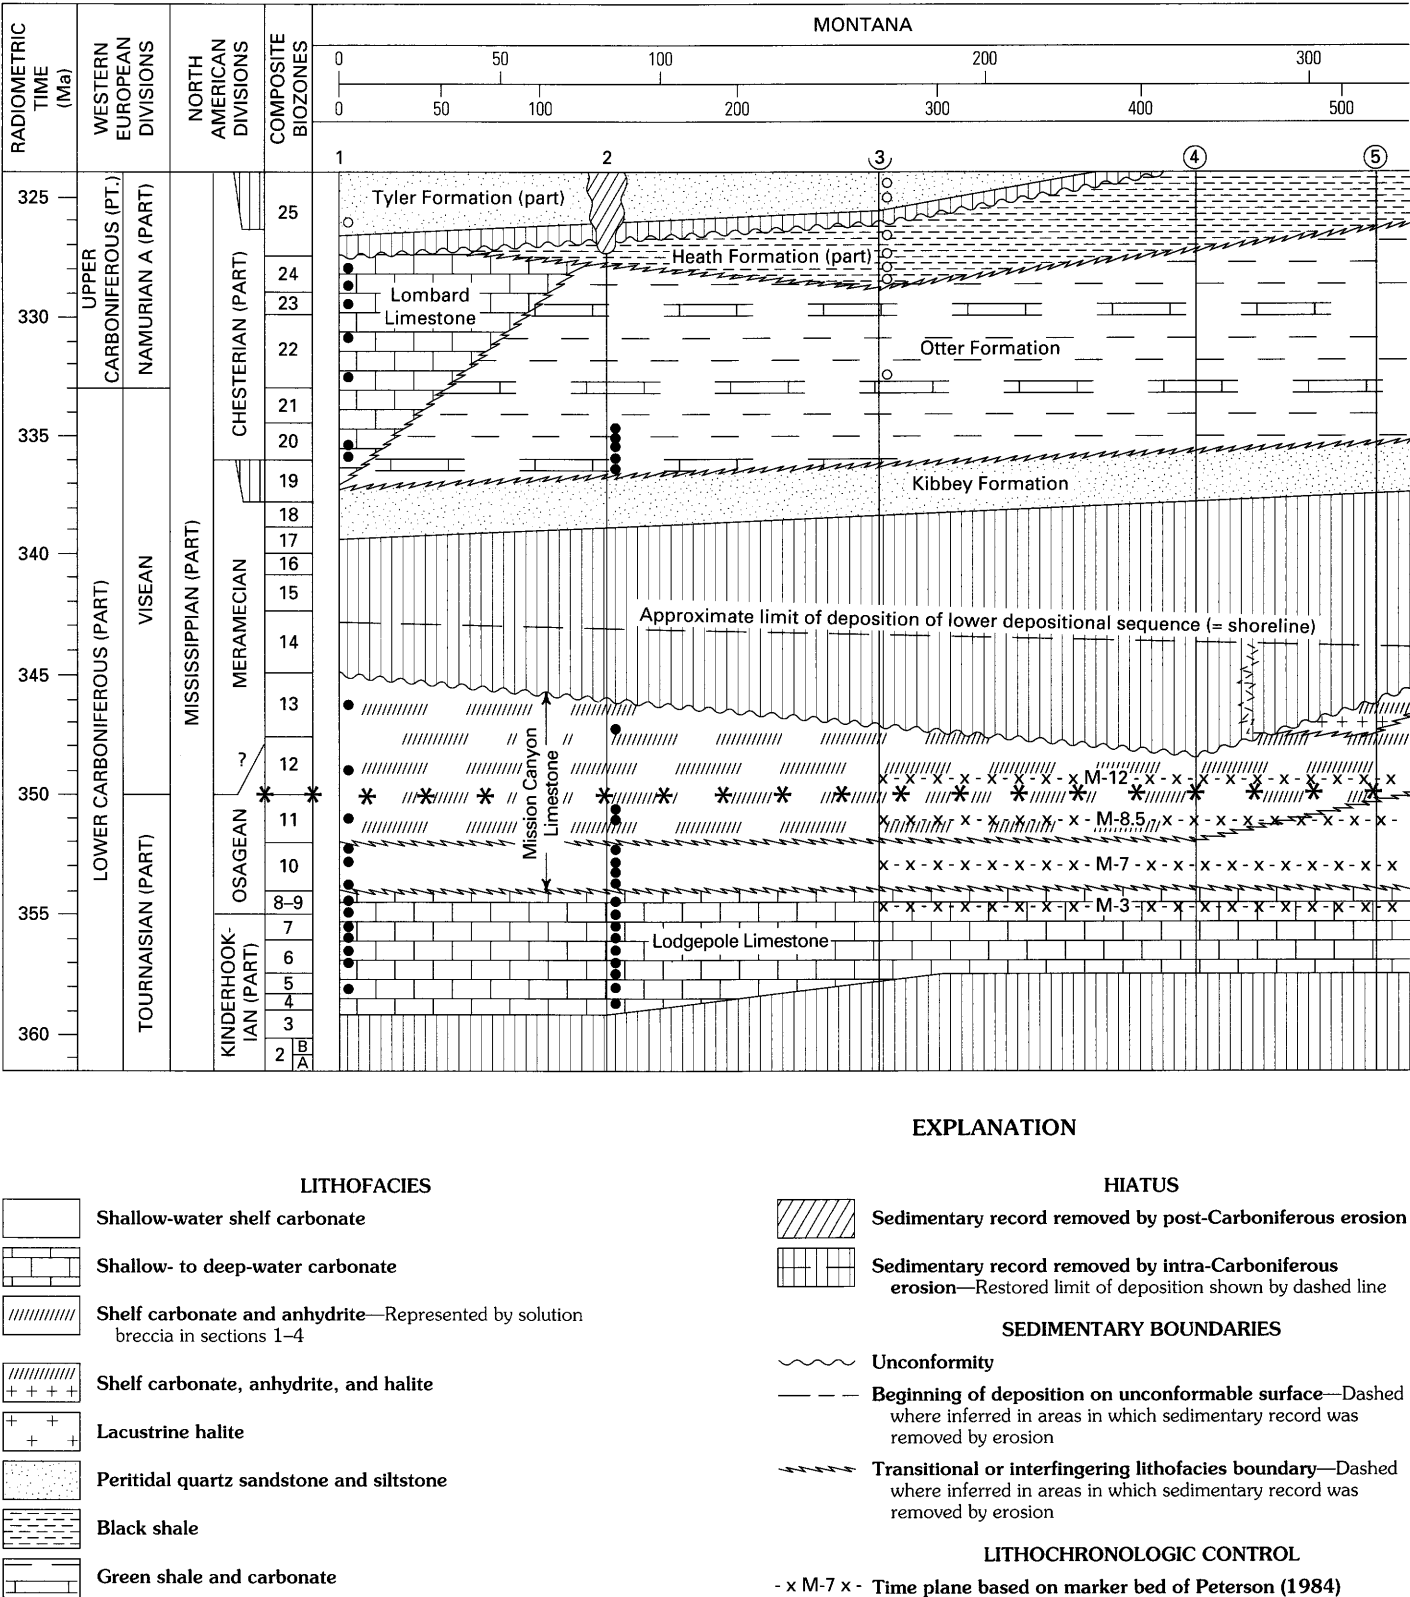 MONTANA
RADIOMETRIC
TIME
(Ma)
WESTERN
EUROPEAN
DIVISIONS
NORTH
AMERICAN
DIVISIONS
COMPOSITE
BIOZONES
0 50 100 200 300
0 50 100 200 300 400 500
1 2 3 4 5
325
330
335
340
345
350
355
360
UPPER
CARBONIFEROUS (PT.)
LOWER CARBONIFEROUS (PART)
NAMURIAN A (PART)
VISEAN
TOURNAISIAN (PART)
MISSISSIPPIAN (PART)
CHESTERIAN (PART)
MERAMECIAN
?
OSAGEAN
KINDERHOOK-
IAN (PART)
25
24
23
22
21
20
19
18
17
16
15
14
13
12
11
10
8–9
7
6
5
4
3
2 B
A
Tyler Formation (part)
Heath Formation (part)
Lombard
Limestone
Otter Formation
Kibbey Formation
Approximate limit of deposition of lower depositional sequence (= shoreline)
Mission Canyon
Limestone
M-12
M-8.5
M-7
M-3
Lodgepole Limestone
EXPLANATION
LITHOFACIES
Shallow-water shelf carbonate
Shallow- to deep-water carbonate
Shelf carbonate and anhydrite—Represented by solution
breccia in sections 1–4
Shelf carbonate, anhydrite, and halite
Lacustrine halite
Peritidal quartz sandstone and siltstone
Black shale
Green shale and carbonate
HIATUS
Sedimentary record removed by post-Carboniferous erosion
Sedimentary record removed by intra-Carboniferous
erosion—Restored limit of deposition shown by dashed line
SEDIMENTARY BOUNDARIES
Unconformity
Beginning of deposition on unconformable surface—Dashed
where inferred in areas in which sedimentary record was
removed by erosion
Transitional or interfingering lithofacies boundary—Dashed
where inferred in areas in which sedimentary record was
removed by erosion
LITHOCHRONOLOGIC CONTROL
- x M-7 x - Time plane based on marker bed of Peterson (1984)